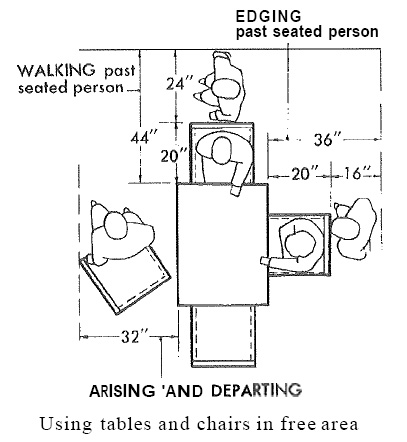 EDGING
past seated person
WALKING past
seated person
24"
44"
36"
20"
20"
16"
32"
ARISING 'AND DEPARTING
Using tables and chairs in free area